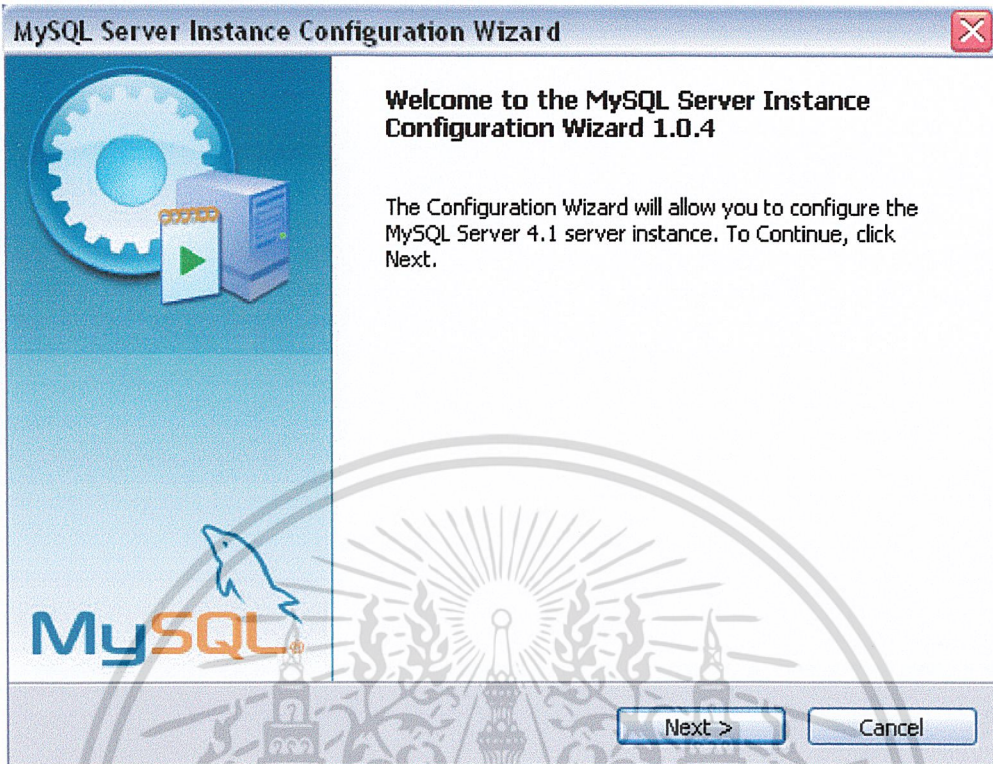 MySQL Server Instance Configuration Wizard
Welcome to the MySQL Server Instance
Configuration Wizard 1.0.4
The Configuration Wizard will allow you to configure the
MySQL Server 4.1 server instance. To Continue, click
Next.
MySQL®
Next >
Cancel